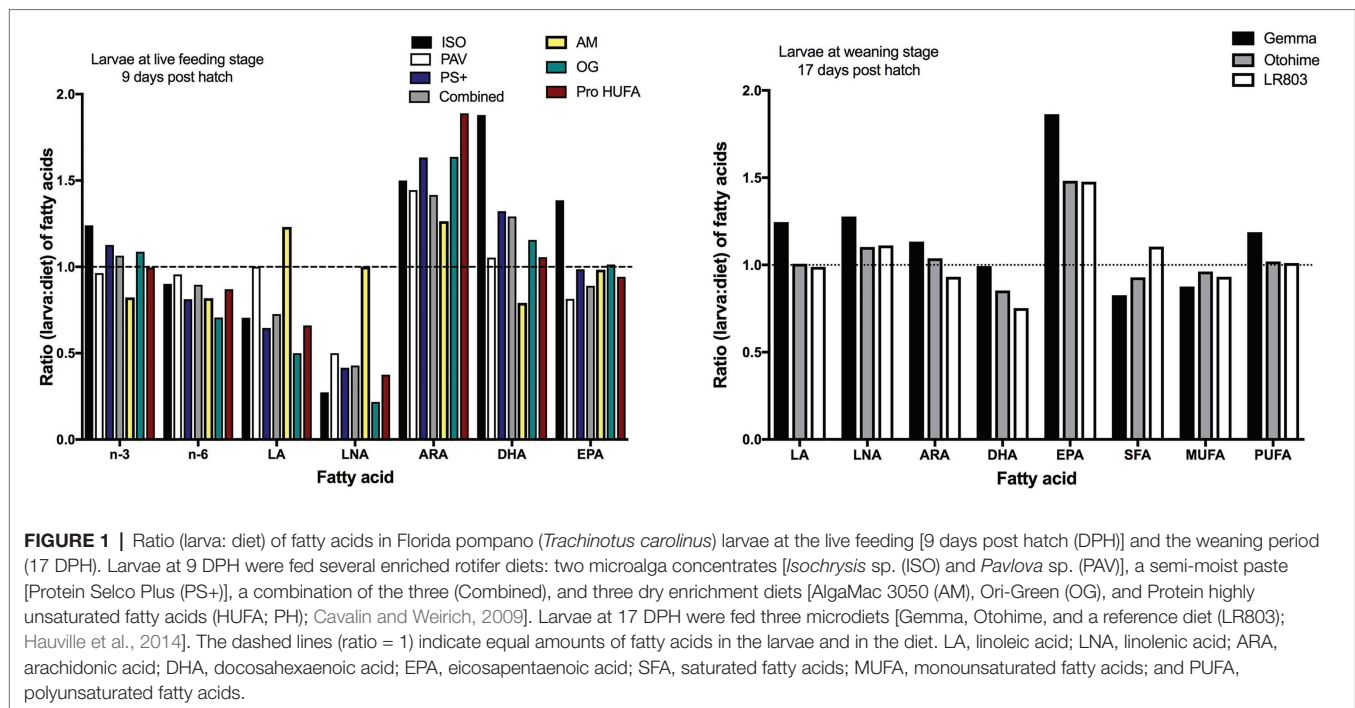 Larvae at live feeding stage
9 days post hatch
ISO
PAV
PS+
Combined
AM
OG
Pro HUFA
2.0
1.5
1.0
0.5
0.0
Ratio (larva:diet) of fatty acids
n-3 n-6 LA LNA ARA DHA EPA
Fatty acid
Larvae at weaning stage
17 days post hatch
Gemma
Otohime
LR803
2.0
1.5
1.0
0.5
0.0
Ratio (larva:diet) of fatty acids
LA LNA ARA DHA EPA SFA MUFA PUFA
Fatty acid
FIGURE 1 | Ratio (larva: diet) of fatty acids in Florida pompano (Trachinotus carolinus) larvae at the live feeding [9 days post hatch (DPH)] and the weaning period
(17 DPH). Larvae at 9 DPH were fed several enriched rotifer diets: two microalga concentrates [Isochrysis sp. (ISO) and Pavlova sp. (PAV)], a semi-moist paste
[Protein Selco Plus (PS+)], a combination of the three (Combined), and three dry enrichment diets [AlgaMac 3050 (AM), Ori-Green (OG), and Protein highly
unsaturated fatty acids (HUFA; PH); Cavalin and Weirich, 2009]. Larvae at 17 DPH were fed three microdiets [Gemma, Otohime, and a reference diet (LR803);
Hauville et al., 2014]. The dashed lines (ratio = 1) indicate equal amounts of fatty acids in the larvae and in the diet. LA, linoleic acid; LNA, linolenic acid; ARA,
arachidonic acid; DHA, docosahexaenoic acid; EPA, eicosapentaenoic acid; SFA, saturated fatty acids; MUFA, monounsaturated fatty acids; and PUFA,
polyunsaturated fatty acids.